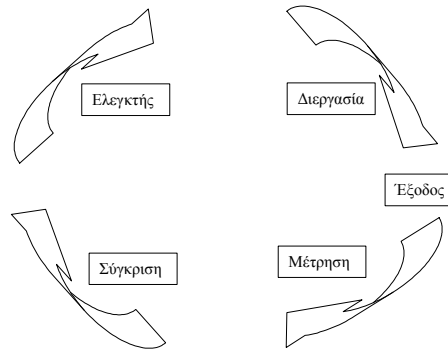 Ελεγκτής
Διεργασία
Έξοδος
Σύγκριση
Μέτρηση